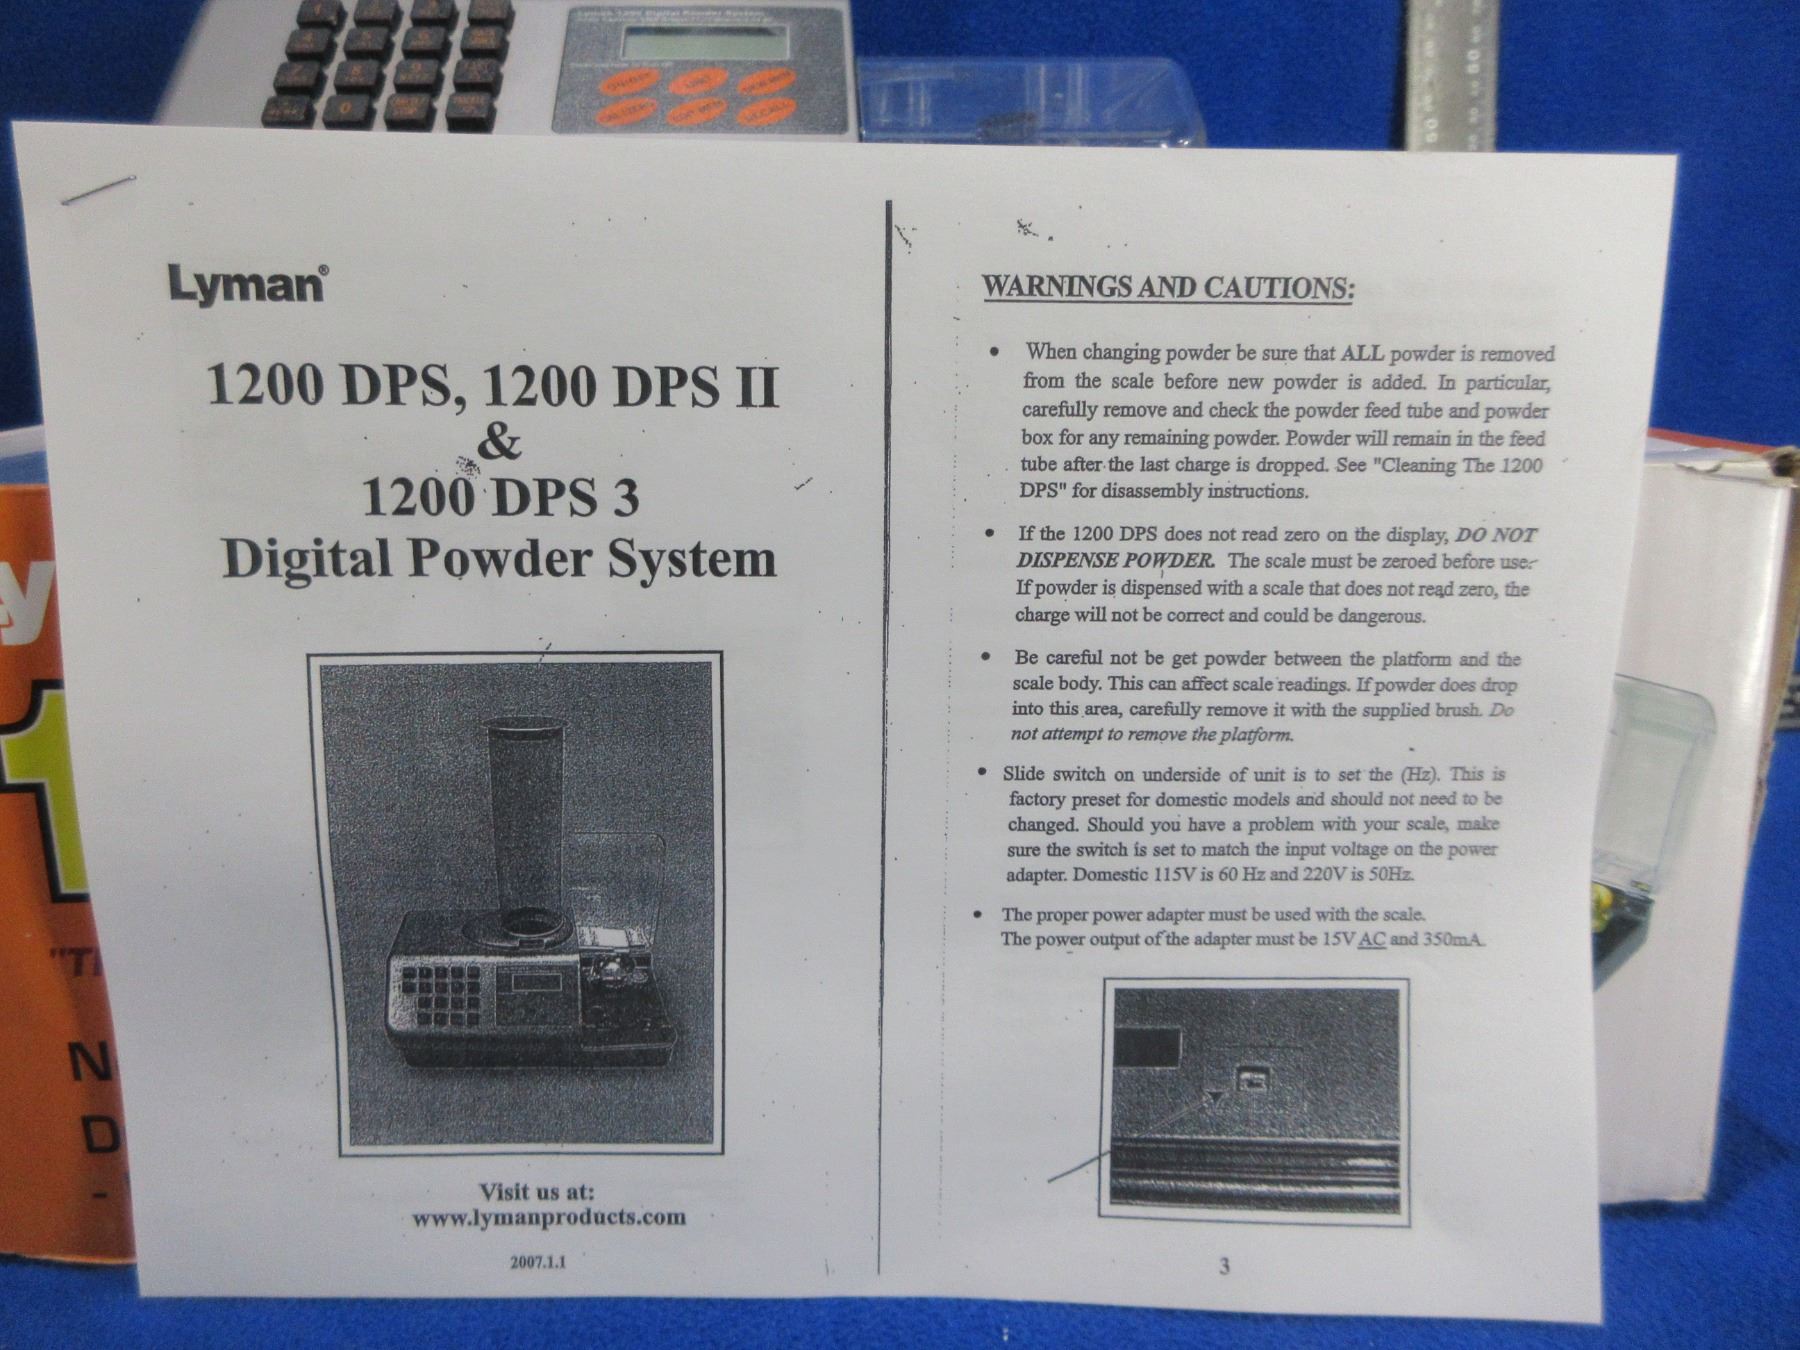 0
Lyman®
1200 DPS, 1200 DPS II
&
1200 DPS 3
Digital Powder System
Visit us at:
www.lymanproducts.com
2007.1.1
WARNINGS AND CAUTIONS:
• When changing powder be sure that ALL powder is removed
from the scale before new powder is added. In particular,
carefully remove and check the powder feed tube and powder
box for any remaining powder. Powder will remain in the feed
tube after the last charge is dropped. See "Cleaning The 1200
DPS" for disassembly instructions.
• If the 1200 DPS does not read zero on the display, DO NOT
DISPENSE POWDER. The scale must be zeroed before use.
If powder is dispensed with a scale that does not read zero, the
charge will not be correct and could be dangerous.
• Be careful not be get powder between the platform and the
scale body. This can affect scale readings. If powder does drop
into this area, carefully remove it with the supplied brush. Do
not attempt to remove the platform.
• Slide switch on underside of unit is to set the (Hz). This is
factory preset for domestic models and should not need to be
changed. Should you have a problem with your scale, make
sure the switch is set to match the input voltage on the power
adapter. Domestic 115V is 60 Hz and 220V is 50Hz.
• The proper power adapter must be used with the scale.
The power output of the adapter must be 15V AC and 350mA.
3